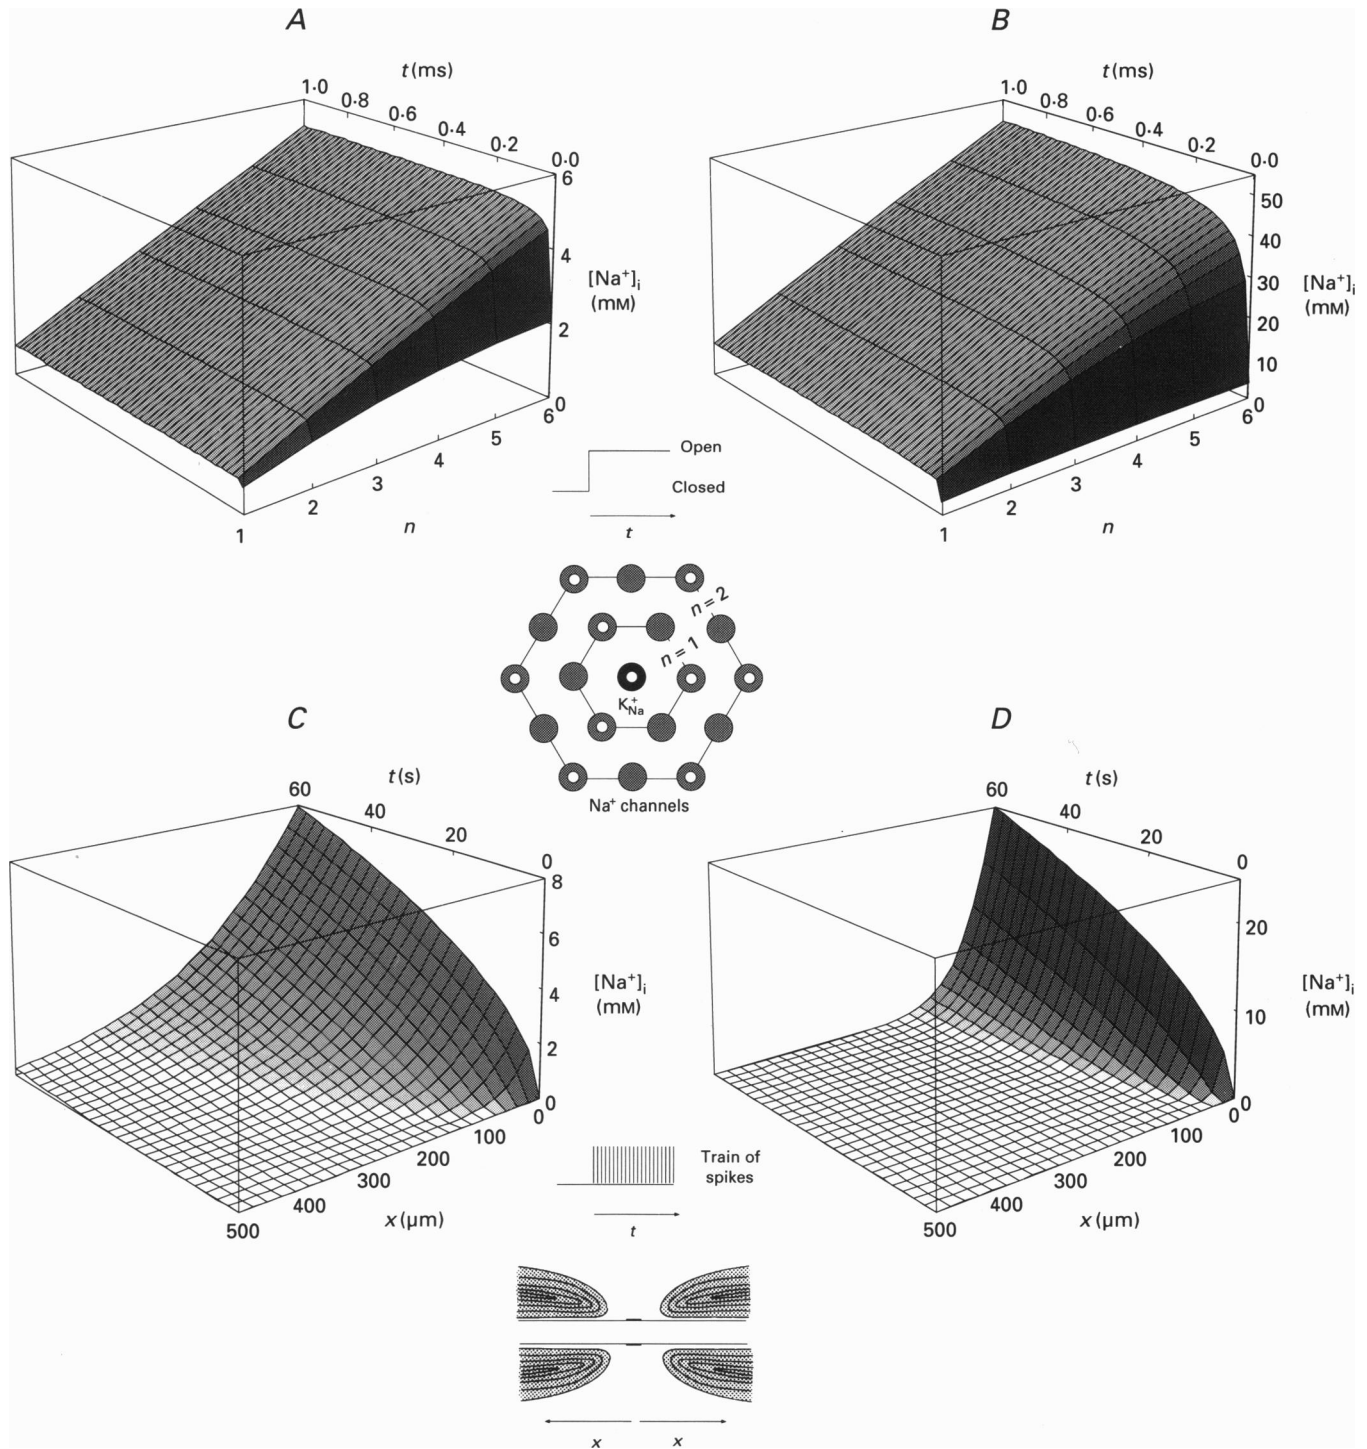 A
t (ms)
1·0
0·8
0·6
0·4
0·2
0·0
6
4
2
0
[Na⁺]ᵢ
(mM)
1
2
3
4
5
6
n
B
t (ms)
1·0
0·8
0·6
0·4
0·2
0·0
50
40
30
20
10
0
[Na⁺]ᵢ
(mM)
1
2
3
4
5
6
n
Open
Closed
t
n = 2
n = 1
K⁺Na
Na⁺ channels
C
t (s)
60
40
20
0
8
6
4
2
0
[Na⁺]ᵢ
(mM)
0
100
200
300
400
500
x (µm)
D
t (s)
60
40
20
0
20
10
0
[Na⁺]ᵢ
(mM)
0
100
200
300
400
500
x (µm)
Train of
spikes
t
x x